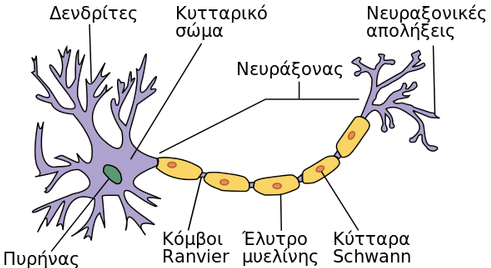 Δενδρίτες
Κυτταρικό
σώμα
Νευραξονικές
απολήξεις
Νευράξονας
Πυρήνας
Κόμβοι
Ranvier
Έλυτρο
μυελίνης
Κύτταρα
Schwann